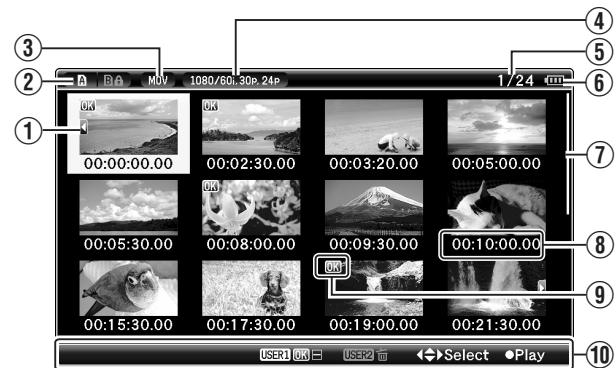 ④
③ ⑤
② A B MOV 1080/60i.30P. 24P 1/24 ⑥
① OK OK ⑦
00:00:00.00 00:02:30.00 00:03:20.00 00:05:00.00
OK
00:05:30.00 00:08:00.00 00:09:30.00 00:10:00.00 ⑧
OK ⑨
00:15:30.00 00:17:30.00 00:19:00.00 00:21:30.00
USER1 OK USER2 Select ●Play ⑩